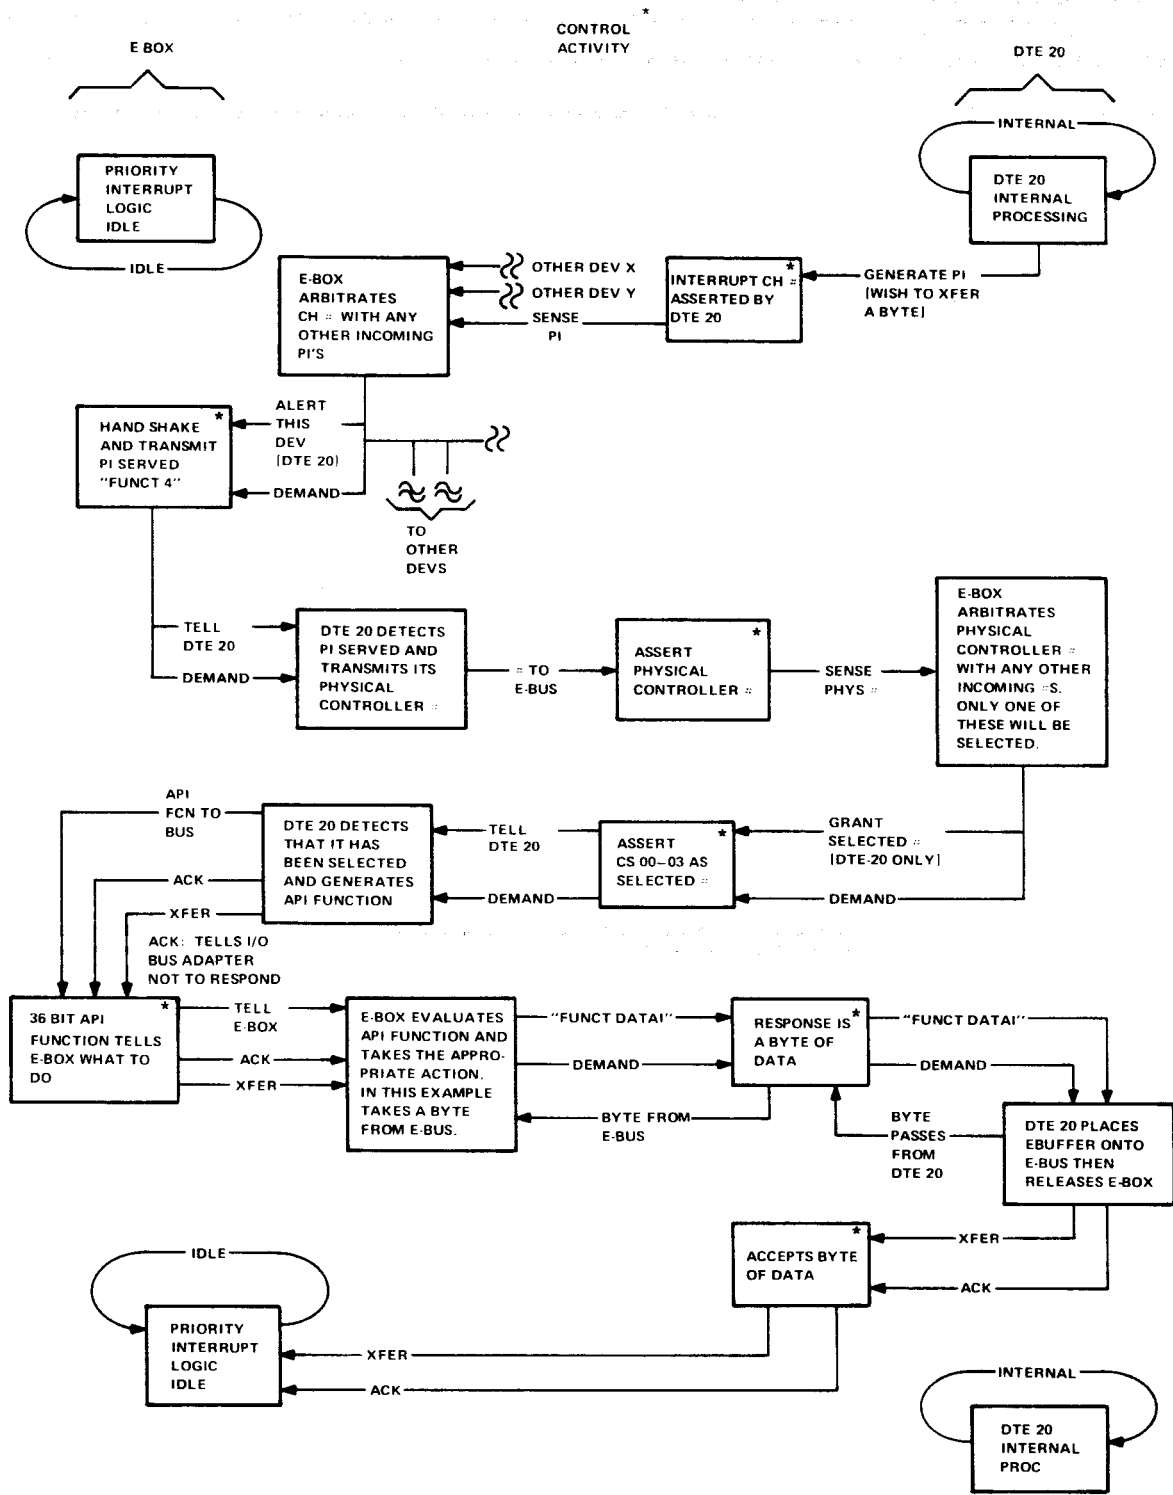 *
CONTROL
ACTIVITY
E BOX
DTE 20
INTERNAL
PRIORITY
INTERRUPT
LOGIC
IDLE
IDLE
DTE 20
INTERNAL
PROCESSING
E-BOX
ARBITRATES
CH # WITH ANY
OTHER INCOMING
PI'S
OTHER DEV X
OTHER DEV Y
SENSE
PI
*
INTERRUPT CH #
ASSERTED BY
DTE 20
GENERATE PI
[WISH TO XFER
A BYTE]
*
HAND SHAKE
AND TRANSMIT
PI SERVED
"FUNCT 4"
ALERT
THIS
DEV
[DTE 20]
DEMAND
TO
OTHER
DEVS
TELL
DTE 20
DEMAND
DTE 20 DETECTS
PI SERVED AND
TRANSMITS ITS
PHYSICAL
CONTROLLER #
# TO
E-BUS
*
ASSERT
PHYSICAL
CONTROLLER #
SENSE
PHYS #
E-BOX
ARBITRATES
PHYSICAL
CONTROLLER #
WITH ANY OTHER
INCOMING #S.
ONLY ONE OF
THESE WILL BE
SELECTED.
API
FCN TO
BUS
ACK
XFER
DTE 20 DETECTS
THAT IT HAS
BEEN SELECTED
AND GENERATES
API FUNCTION
TELL
DTE 20
DEMAND
*
ASSERT
CS 00-03 AS
SELECTED #
GRANT
SELECTED #
[DTE-20 ONLY]
DEMAND
ACK: TELLS I/O
BUS ADAPTER
NOT TO RESPOND
*
36 BIT API
FUNCTION TELLS
E-BOX WHAT TO
DO
TELL
E-BOX
ACK
XFER
E-BOX EVALUATES
API FUNCTION AND
TAKES THE APPRO-
PRIATE ACTION.
IN THIS EXAMPLE
TAKES A BYTE
FROM E-BUS.
"FUNCT DATAI"
DEMAND
BYTE FROM
E-BUS
*
RESPONSE IS
A BYTE OF
DATA
"FUNCT DATAI"
DEMAND
BYTE
PASSES
FROM
DTE 20
DTE 20 PLACES
EBUFFER ONTO
E-BUS THEN
RELEASES E-BOX
XFER
ACK
*
ACCEPTS BYTE
OF DATA
IDLE
PRIORITY
INTERRUPT
LOGIC
IDLE
XFER
ACK
INTERNAL
DTE 20
INTERNAL
PROC